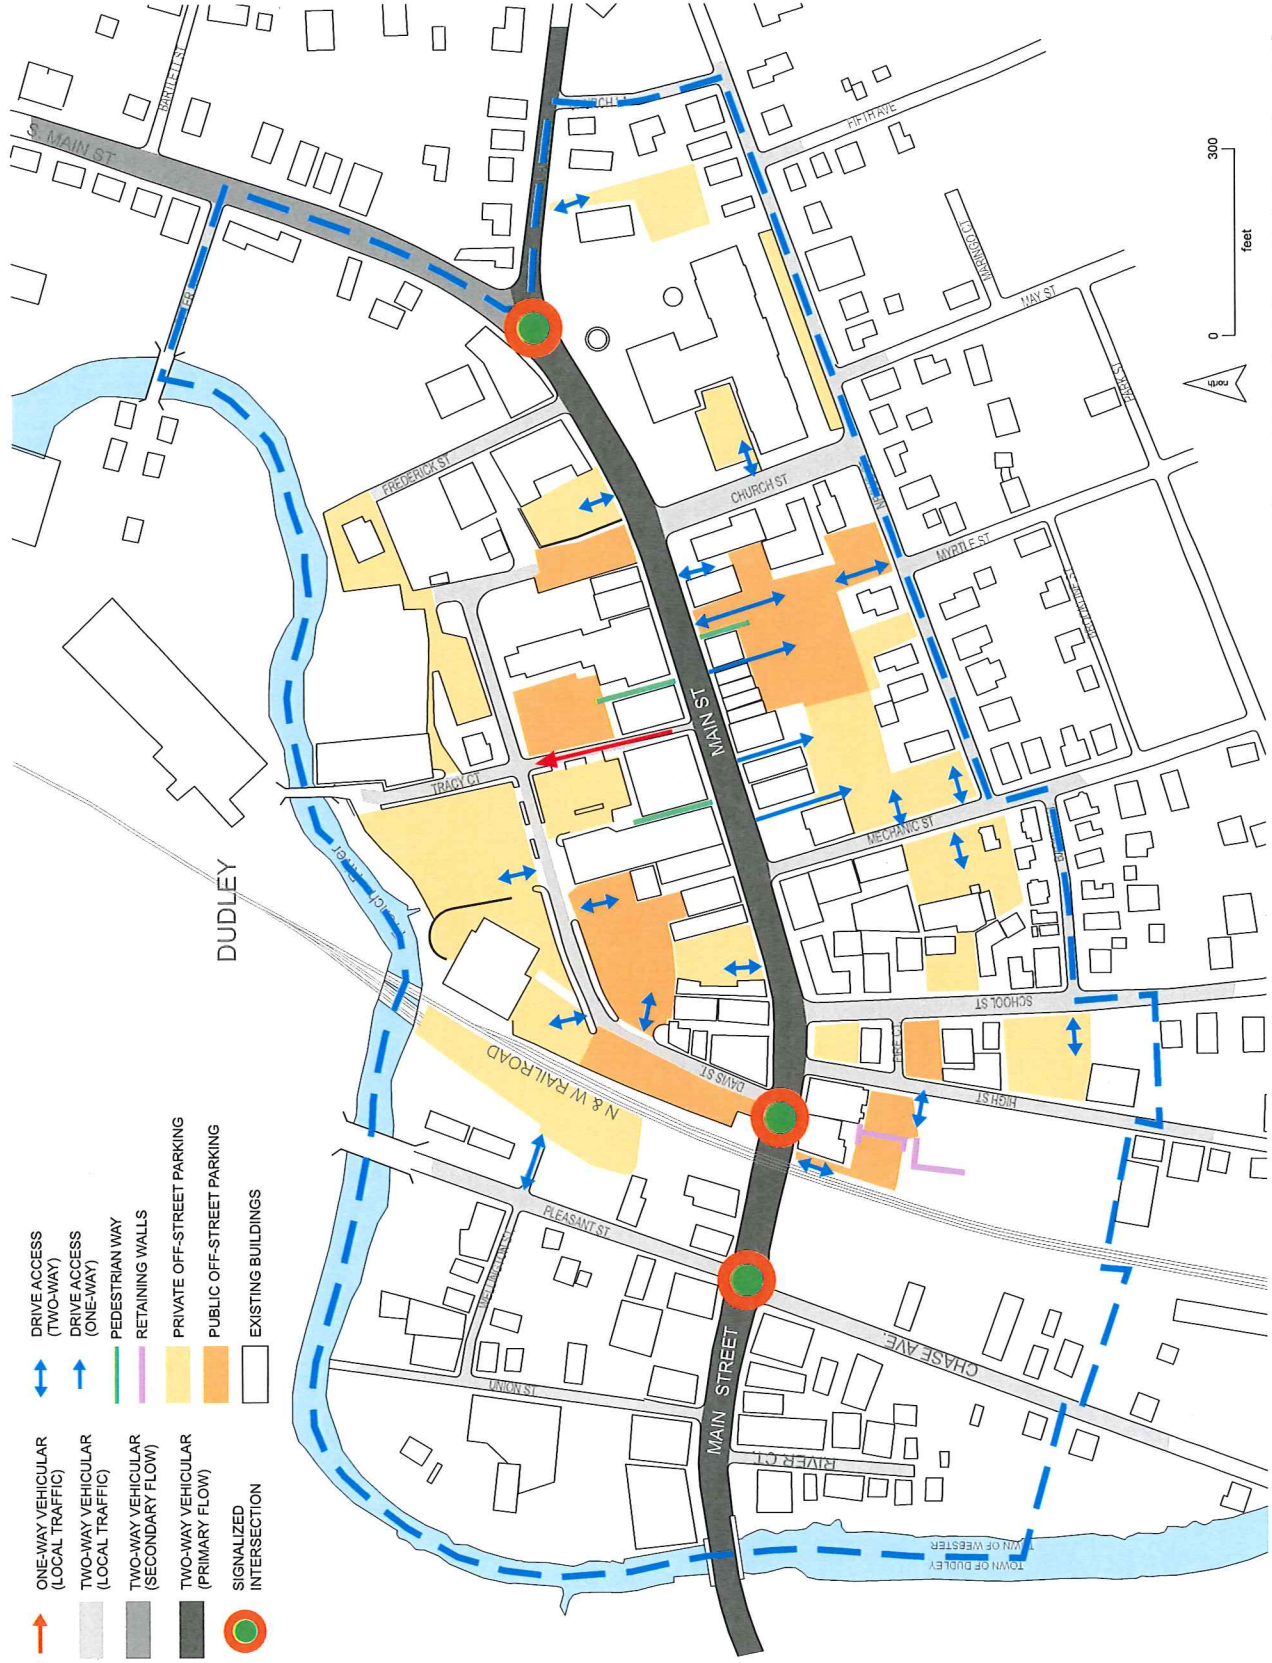 ONE-WAY VEHICULAR
(LOCAL TRAFFIC)
TWO-WAY VEHICULAR
(LOCAL TRAFFIC)
TWO-WAY VEHICULAR
(SECONDARY FLOW)
TWO-WAY VEHICULAR
(PRIMARY FLOW)
SIGNALIZED
INTERSECTION
DRIVE ACCESS
(TWO-WAY)
DRIVE ACCESS
(ONE-WAY)
PEDESTRIAN WAY
RETAINING WALLS
PRIVATE OFF-STREET PARKING
PUBLIC OFF-STREET PARKING
EXISTING BUILDINGS
DUDLEY
French River
N & W RAILROAD
S. MAIN ST
BARTLETT ST
FREDERICK ST
TRACY CT
MAIN ST
CHURCH ST
FIFTH AVE
MARINGO CT
MAY ST
PARK ST
MYRTLE ST
MECHANIC ST
SCHOOL ST
HIGH ST
DAVIS ST
PLEASANT ST
UNION ST
MAIN STREET
CHASE AVE.
RIVER CT.
TOWN OF WEBSTER
TOWN OF DUDLEY
north
0
300
feet